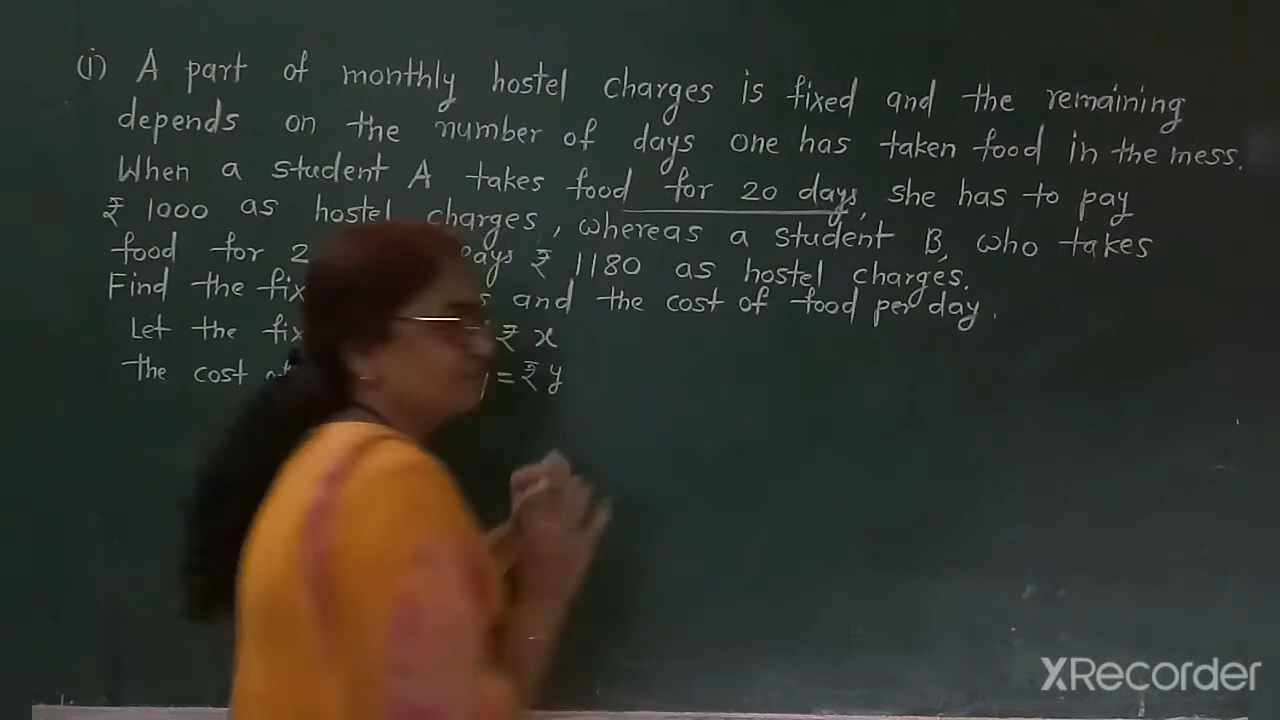 (i) A part of monthly hostel charges is fixed and the remaining
depends on the number of days one has taken food in the mess.
When a student A takes food for 20 days, she has to pay
₹ 1000 as hostel charges, whereas a student B, who takes
food for 2 ₹ 1180 as hostel charges.
Find the and the cost of food per day.
Let the ₹ x
the cost = ₹ y
XRecorder